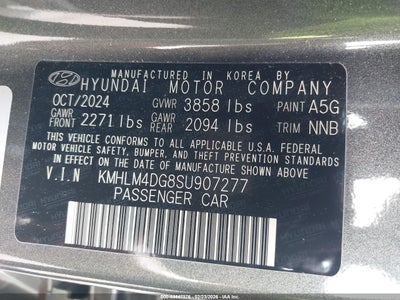 MANUFACTURED IN KOREA BY
HYUNDAI MOTOR COMPANY
OCT/2024 GVWR 3858 lbs PAINT A5G
GAWR FRONT 2271 lbs GAWR REAR 2094 lbs TRIM NNB
THIS VEHICLE CONFORMS TO ALL APPLICABLE FEDERAL
MOTOR VEHICLE SAFETY, BUMPER, AND THEFT PREVENTION
STANDARDS IN EFFECT ON THE DATE OF MANUFACTURE
SHOWN ABOVE.
V.I.N KMHLM4DG8SU907277
PASSENGER CAR